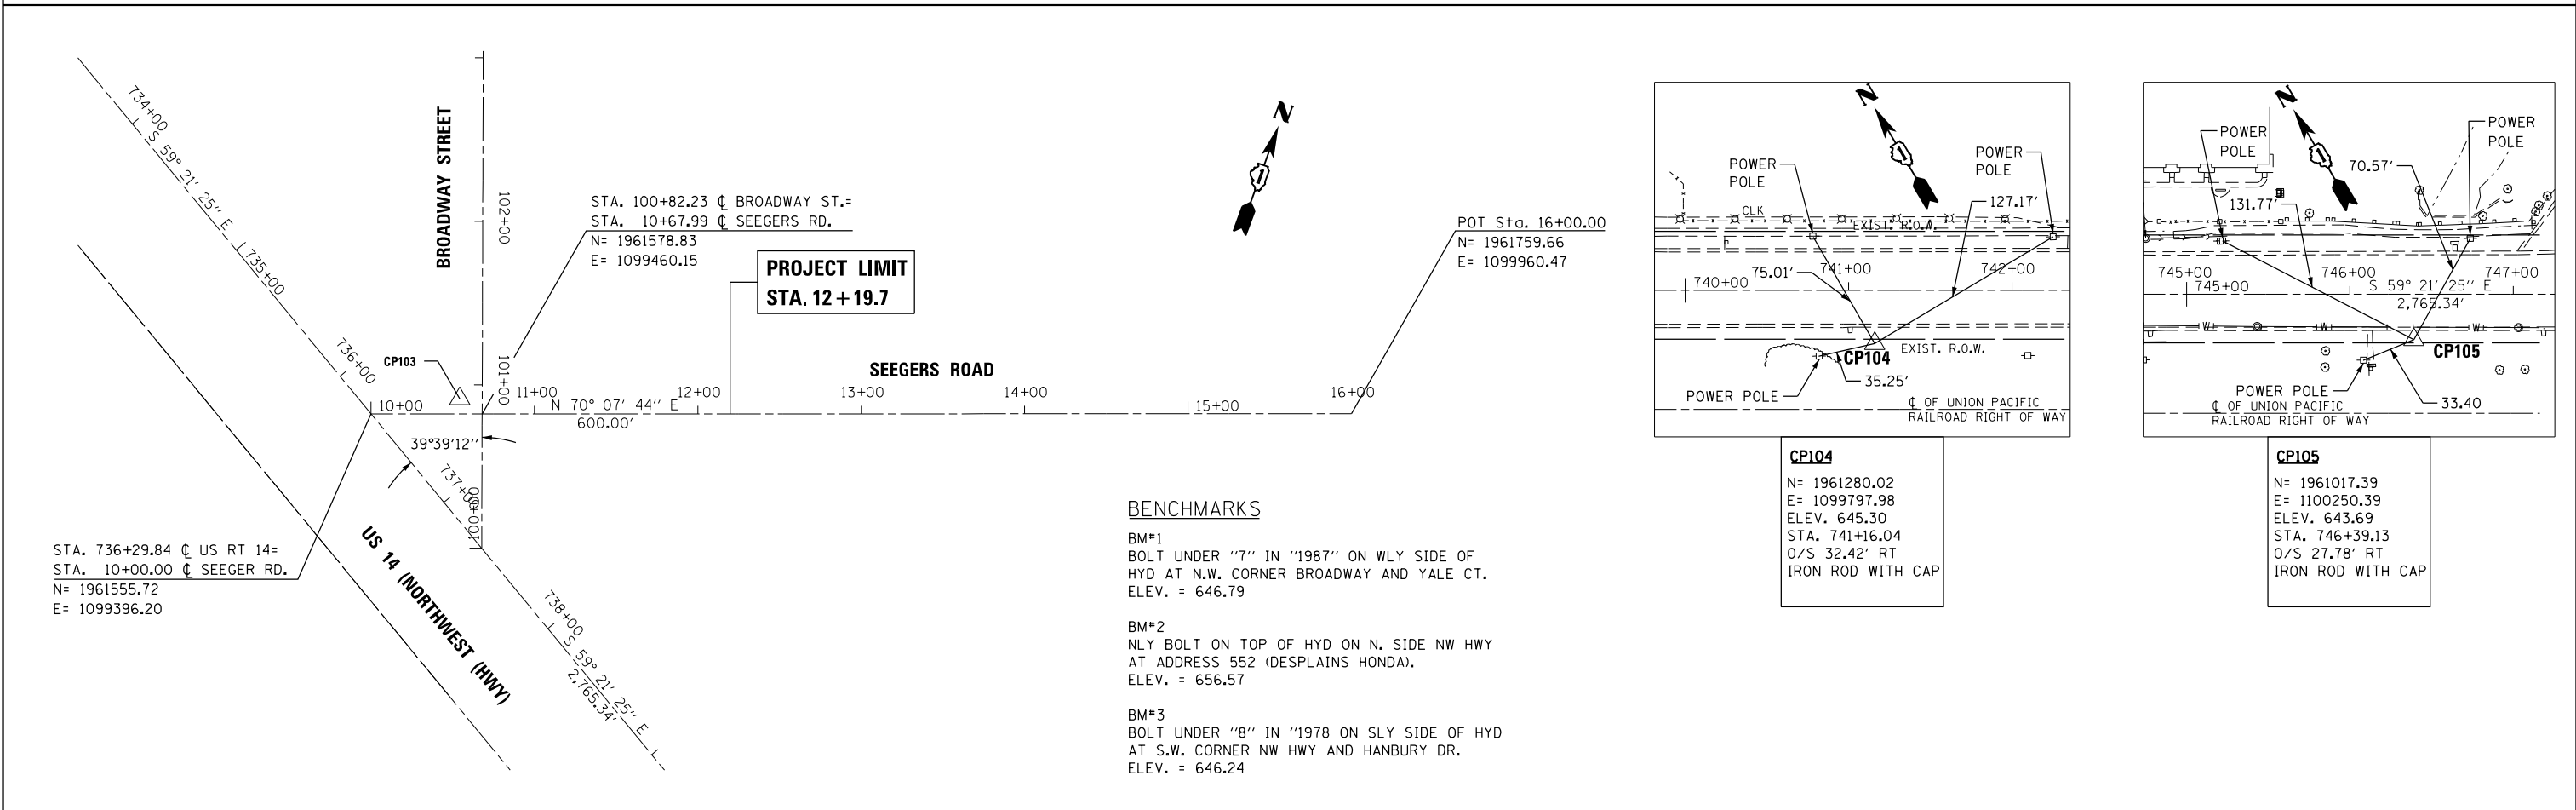 734+00
S 59° 21' 25" E
735+00
736+00
BROADWAY STREET
102+00
101+00
CP103
STA. 100+82.23 ℄ BROADWAY ST.=
STA. 10+67.99 ℄ SEEGERS RD.
N= 1961578.83
E= 1099460.15
PROJECT LIMIT
STA. 12+19.7
N
1
POT Sta. 16+00.00
N= 1961759.66
E= 1099960.47
SEEGERS ROAD
10+00
11+00
12+00
13+00
14+00
15+00
16+00
N 70° 07' 44" E
600.00'
39°39'12"
737+00
100+00
STA. 736+29.84 ℄ US RT 14=
STA. 10+00.00 ℄ SEEGER RD.
N= 1961555.72
E= 1099396.20
US 14 (NORTHWEST (HWY)
738+00
S 59° 21' 25" E
2,765.34'
BENCHMARKS
BM#1
BOLT UNDER "7" IN "1987" ON WLY SIDE OF
HYD AT N.W. CORNER BROADWAY AND YALE CT.
ELEV. = 646.79
BM#2
NLY BOLT ON TOP OF HYD ON N. SIDE NW HWY
AT ADDRESS 552 (DESPLAINS HONDA).
ELEV. = 656.57
BM#3
BOLT UNDER "8" IN "1978 ON SLY SIDE OF HYD
AT S.W. CORNER NW HWY AND HANBURY DR.
ELEV. = 646.24
N
1
POWER
POLE
POWER
POLE
127.17'
CLK
EXIST. R.O.W.
75.01'
740+00
741+00
742+00
EXIST. R.O.W.
CP104
35.25'
POWER POLE
℄ OF UNION PACIFIC
RAILROAD RIGHT OF WAY
CP104
N= 1961280.02
E= 1099797.98
ELEV. 645.30
STA. 741+16.04
O/S 32.42' RT
IRON ROD WITH CAP
N
1
POWER
POLE
POWER
POLE
70.57'
131.77'
745+00
746+00
747+00
745+00
S 59° 21' 25" E
2,765.34'
W
W
W
CP105
POWER POLE
33.40
℄ OF UNION PACIFIC
RAILROAD RIGHT OF WAY
CP105
N= 1961017.39
E= 1100250.39
ELEV. 643.69
STA. 746+39.13
O/S 27.78' RT
IRON ROD WITH CAP